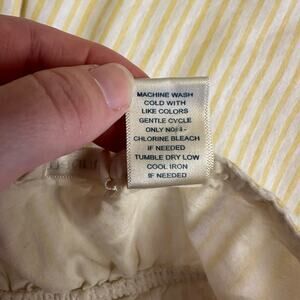 MACHINE WASH
COLD WITH
LIKE COLORS
GENTLE CYCLE
ONLY NON-
CHLORINE BLEACH
IF NEEDED
TUMBLE DRY LOW
COOL IRON
IF NEEDED